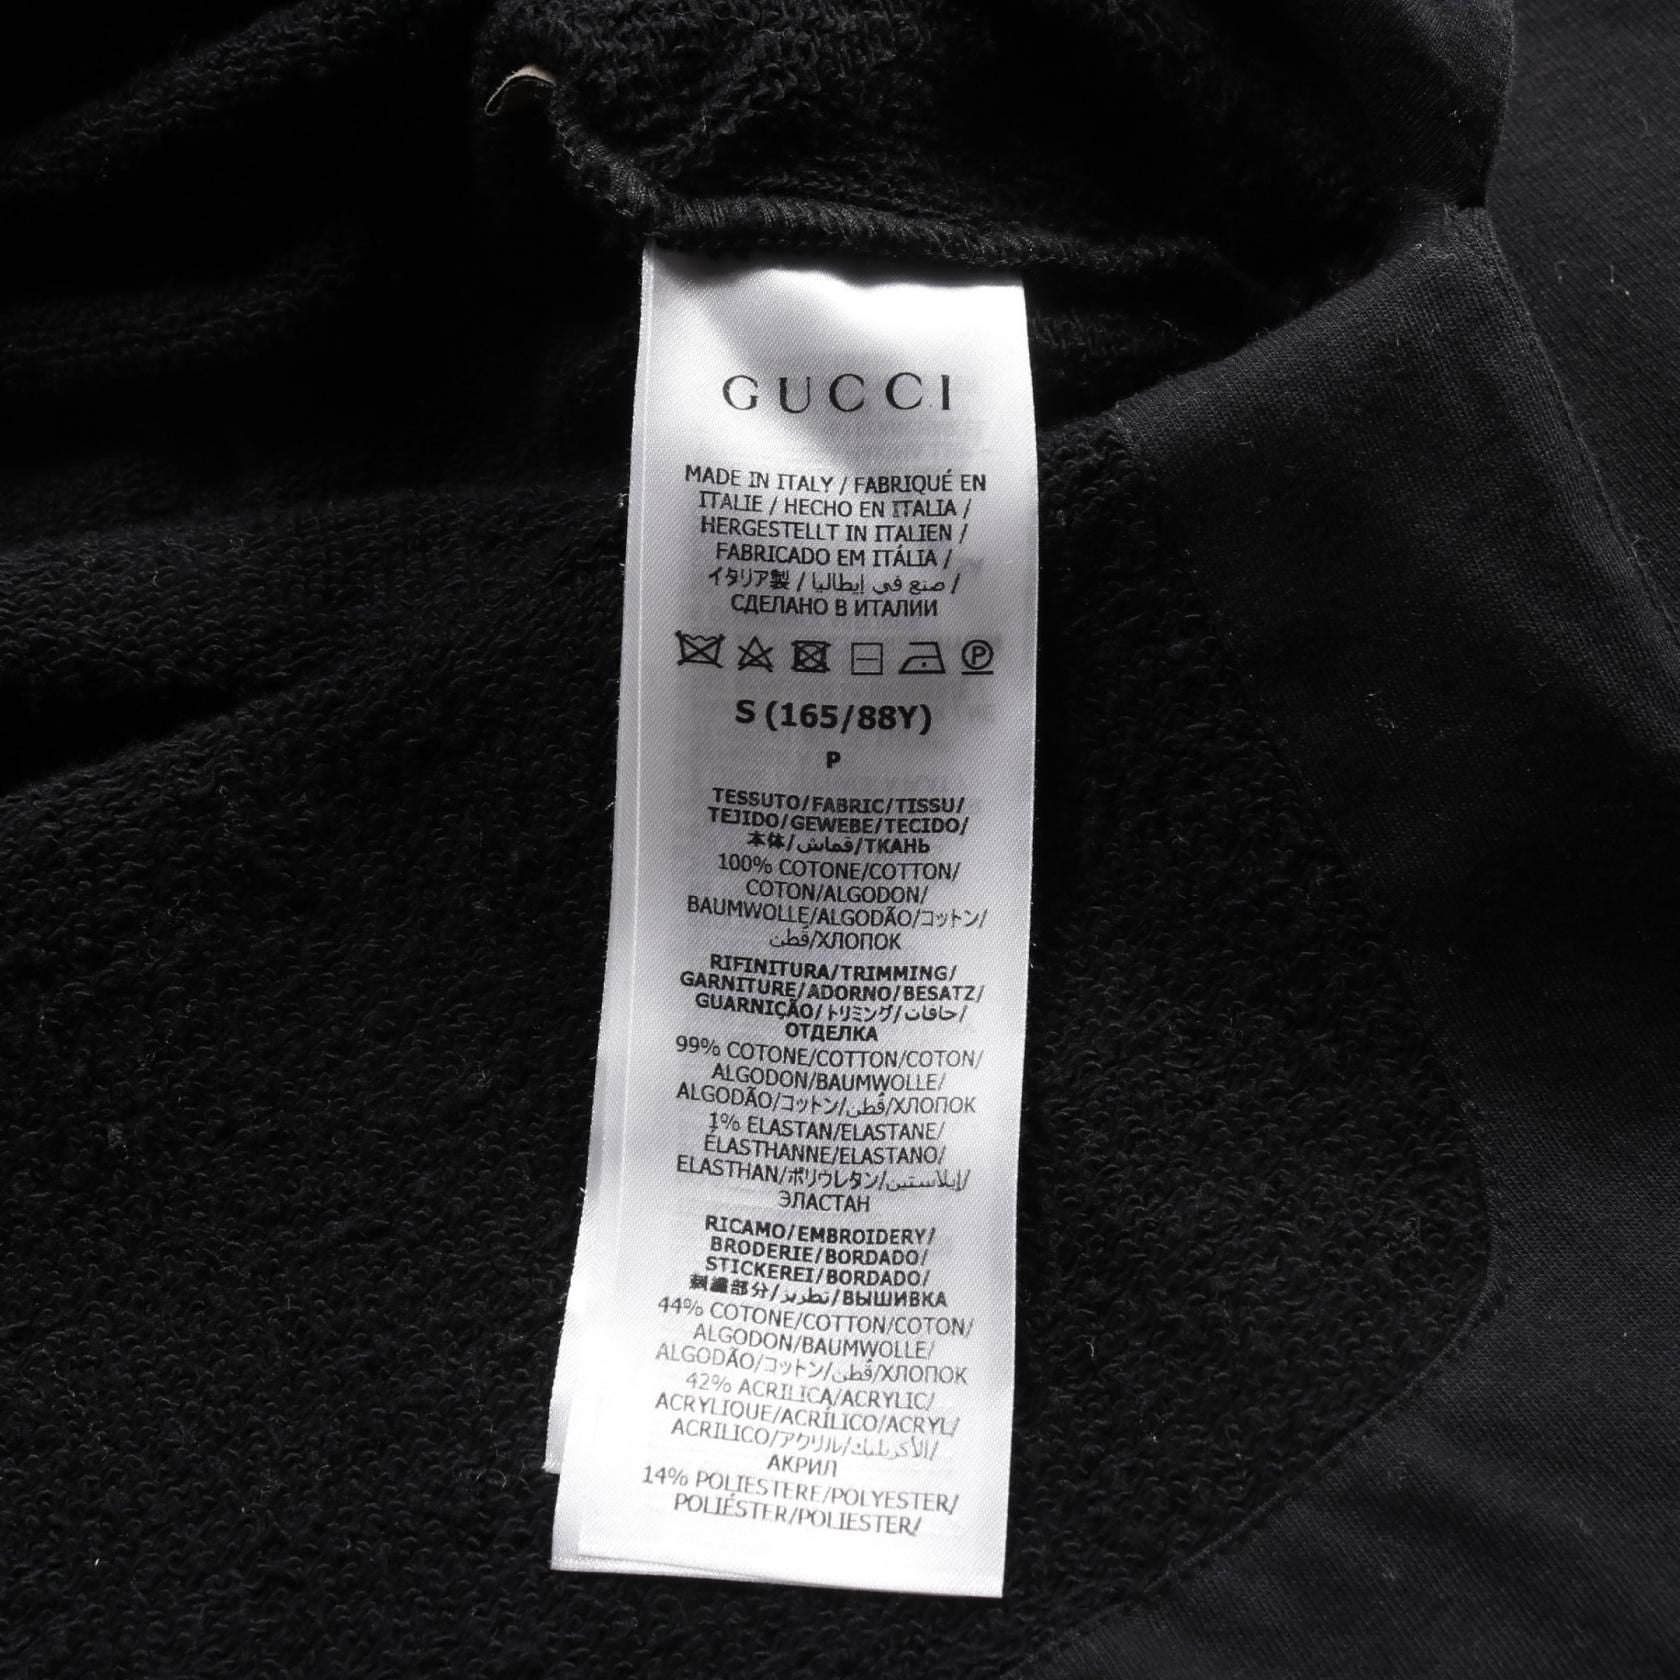 GUCCI
MADE IN ITALY / FABRIQUÉ EN
ITALIE / HECHO EN ITALIA /
HERGESTELLT IN ITALIEN /
FABRICADO EM ITÁLIA /
イタリア製 / صنع في إيطاليا /
СДЕЛАНО В ИТАЛИИ
P
S (165/88Y)
P
TESSUTO/FABRIC/TISSU/
TEJIDO/GEWEBE/TECIDO/
本体/قماش/ТКАНЬ
100% COTONE/COTTON/
COTON/ALGODON/
BAUMWOLLE/ALGODÃO/コットン/
قطن/ХЛОПОК
RIFINITURA/TRIMMING/
GARNITURE/ADORNO/BESATZ/
GUARNIÇÃO/トリミング/حافات/
ОТДЕЛКА
99% COTONE/COTTON/COTON/
ALGODON/BAUMWOLLE/
ALGODÃO/コットン/قطن/ХЛОПОК
1% ELASTAN/ELASTANE/
ÉLASTHANNE/ELASTANO/
ELASTHAN/ポリウレタン/إيلاستين/
ЭЛАСТАН
RICAMO/EMBROIDERY/
BRODERIE/BORDADO/
STICKEREI/BORDADO/
刺繍部分/تطريز/ВЫШИВКА
44% COTONE/COTTON/COTON/
ALGODON/BAUMWOLLE/
ALGODÃO/コットン/قطن/ХЛОПОК
42% ACRILICA/ACRYLIC/
ACRYLIQUE/ACRÍLICO/ACRYL/
ACRILICO/アクリル/الأكريليك/
АКРИЛ
14% POLIESTERE/POLYESTER/
POLIÉSTER/POLIESTER/